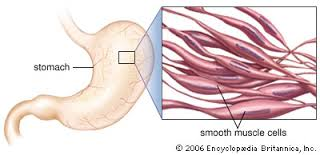 stomach
smooth muscle cells
© 2006 Encyclopædia Britannica, Inc.